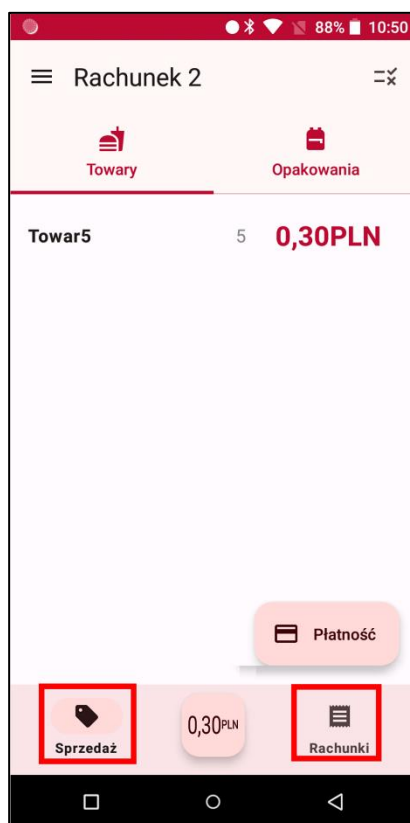 88% 10:50
Rachunek 2
Towary Opakowania
Towar5 5 0,30PLN
Płatność
0,30PLN
Sprzedaż Rachunki